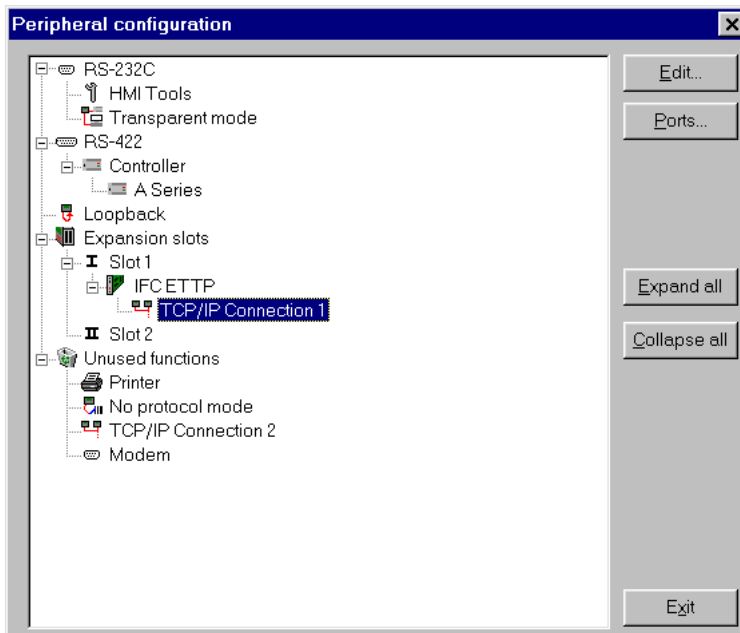 Peripheral configuration
RS-232C
HMI Tools
Transparent mode
RS-422
Controller
A Series
Loopback
Expansion slots
I Slot 1
IFC ETTP
TCP/IP Connection 1
II Slot 2
Unused functions
Printer
No protocol mode
TCP/IP Connection 2
Modem
Edit...
Ports...
Expand all
Collapse all
Exit